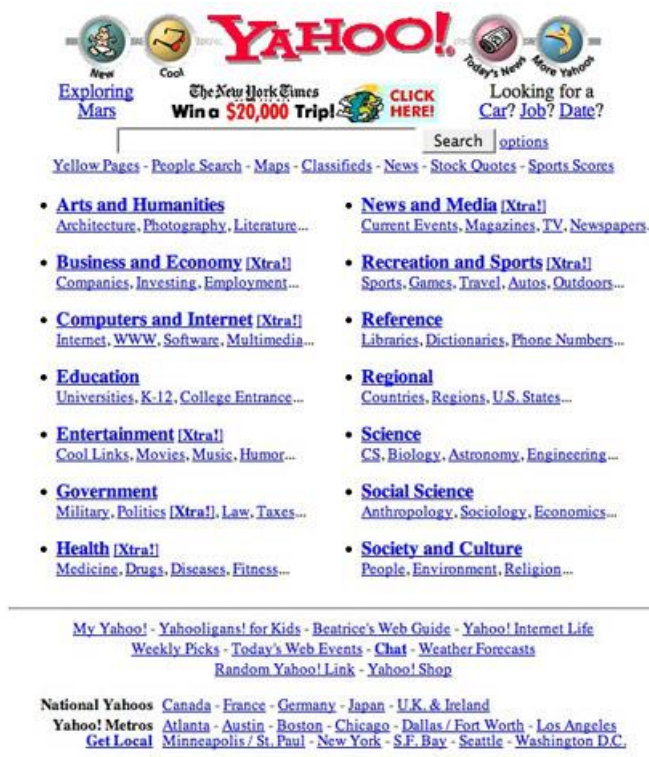 YAHOO!
New Cool Today's News More Yahoos
Exploring
Mars
The New York Times
Win a $20,000 Trip!
CLICK
HERE!
Looking for a
Car? Job? Date?
Search options
Yellow Pages - People Search - Maps - Classifieds - News - Stock Quotes - Sports Scores
• Arts and Humanities
Architecture, Photography, Literature...
• Business and Economy [Xtra!]
Companies, Investing, Employment...
• Computers and Internet [Xtra!]
Internet, WWW, Software, Multimedia...
• Education
Universities, K-12, College Entrance...
• Entertainment [Xtra!]
Cool Links, Movies, Music, Humor...
• Government
Military, Politics [Xtra!], Law, Taxes...
• Health [Xtra!]
Medicine, Drugs, Diseases, Fitness...
• News and Media [Xtra!]
Current Events, Magazines, TV, Newspapers.
• Recreation and Sports [Xtra!]
Sports, Games, Travel, Autos, Outdoors...
• Reference
Libraries, Dictionaries, Phone Numbers...
• Regional
Countries, Regions, U.S. States...
• Science
CS, Biology, Astronomy, Engineering...
• Social Science
Anthropology, Sociology, Economics...
• Society and Culture
People, Environment, Religion...
My Yahoo! - Yahooligans! for Kids - Beatrice's Web Guide - Yahoo! Internet Life
Weekly Picks - Today's Web Events - Chat - Weather Forecasts
Random Yahoo! Link - Yahoo! Shop
National Yahoos Canada - France - Germany - Japan - U.K. & Ireland
Yahoo! Metros Atlanta - Austin - Boston - Chicago - Dallas / Fort Worth - Los Angeles
Get Local Minneapolis / St. Paul - New York - S.F. Bay - Seattle - Washington D.C.